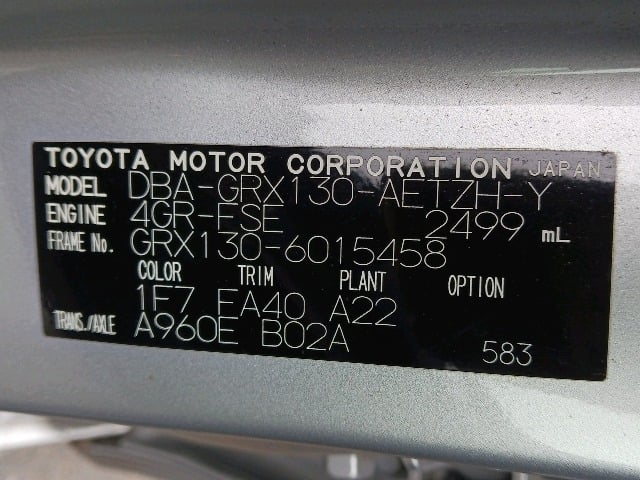 TOYOTA MOTOR CORPORATION JAPAN
MODEL DBA-GRX130-AETZH-Y
ENGINE 4GR-FSE 2499 mL
FRAME No. GRX130-6015458
COLOR TRIM PLANT OPTION
1F7 FA40 A22
TRANS./AXLE A960E B02A
583